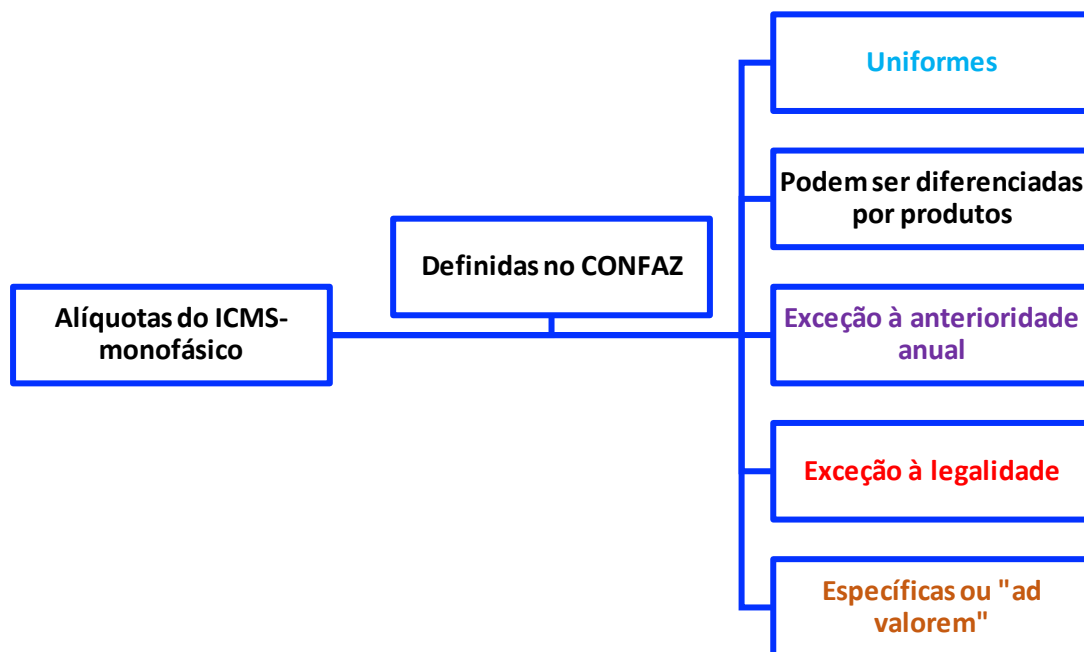 Alíquotas do ICMS-
monofásico
Definidas no CONFAZ
Uniformes
Podem ser diferenciadas
por produtos
Exceção à anterioridade
anual
Exceção à legalidade
Específicas ou "ad
valorem"